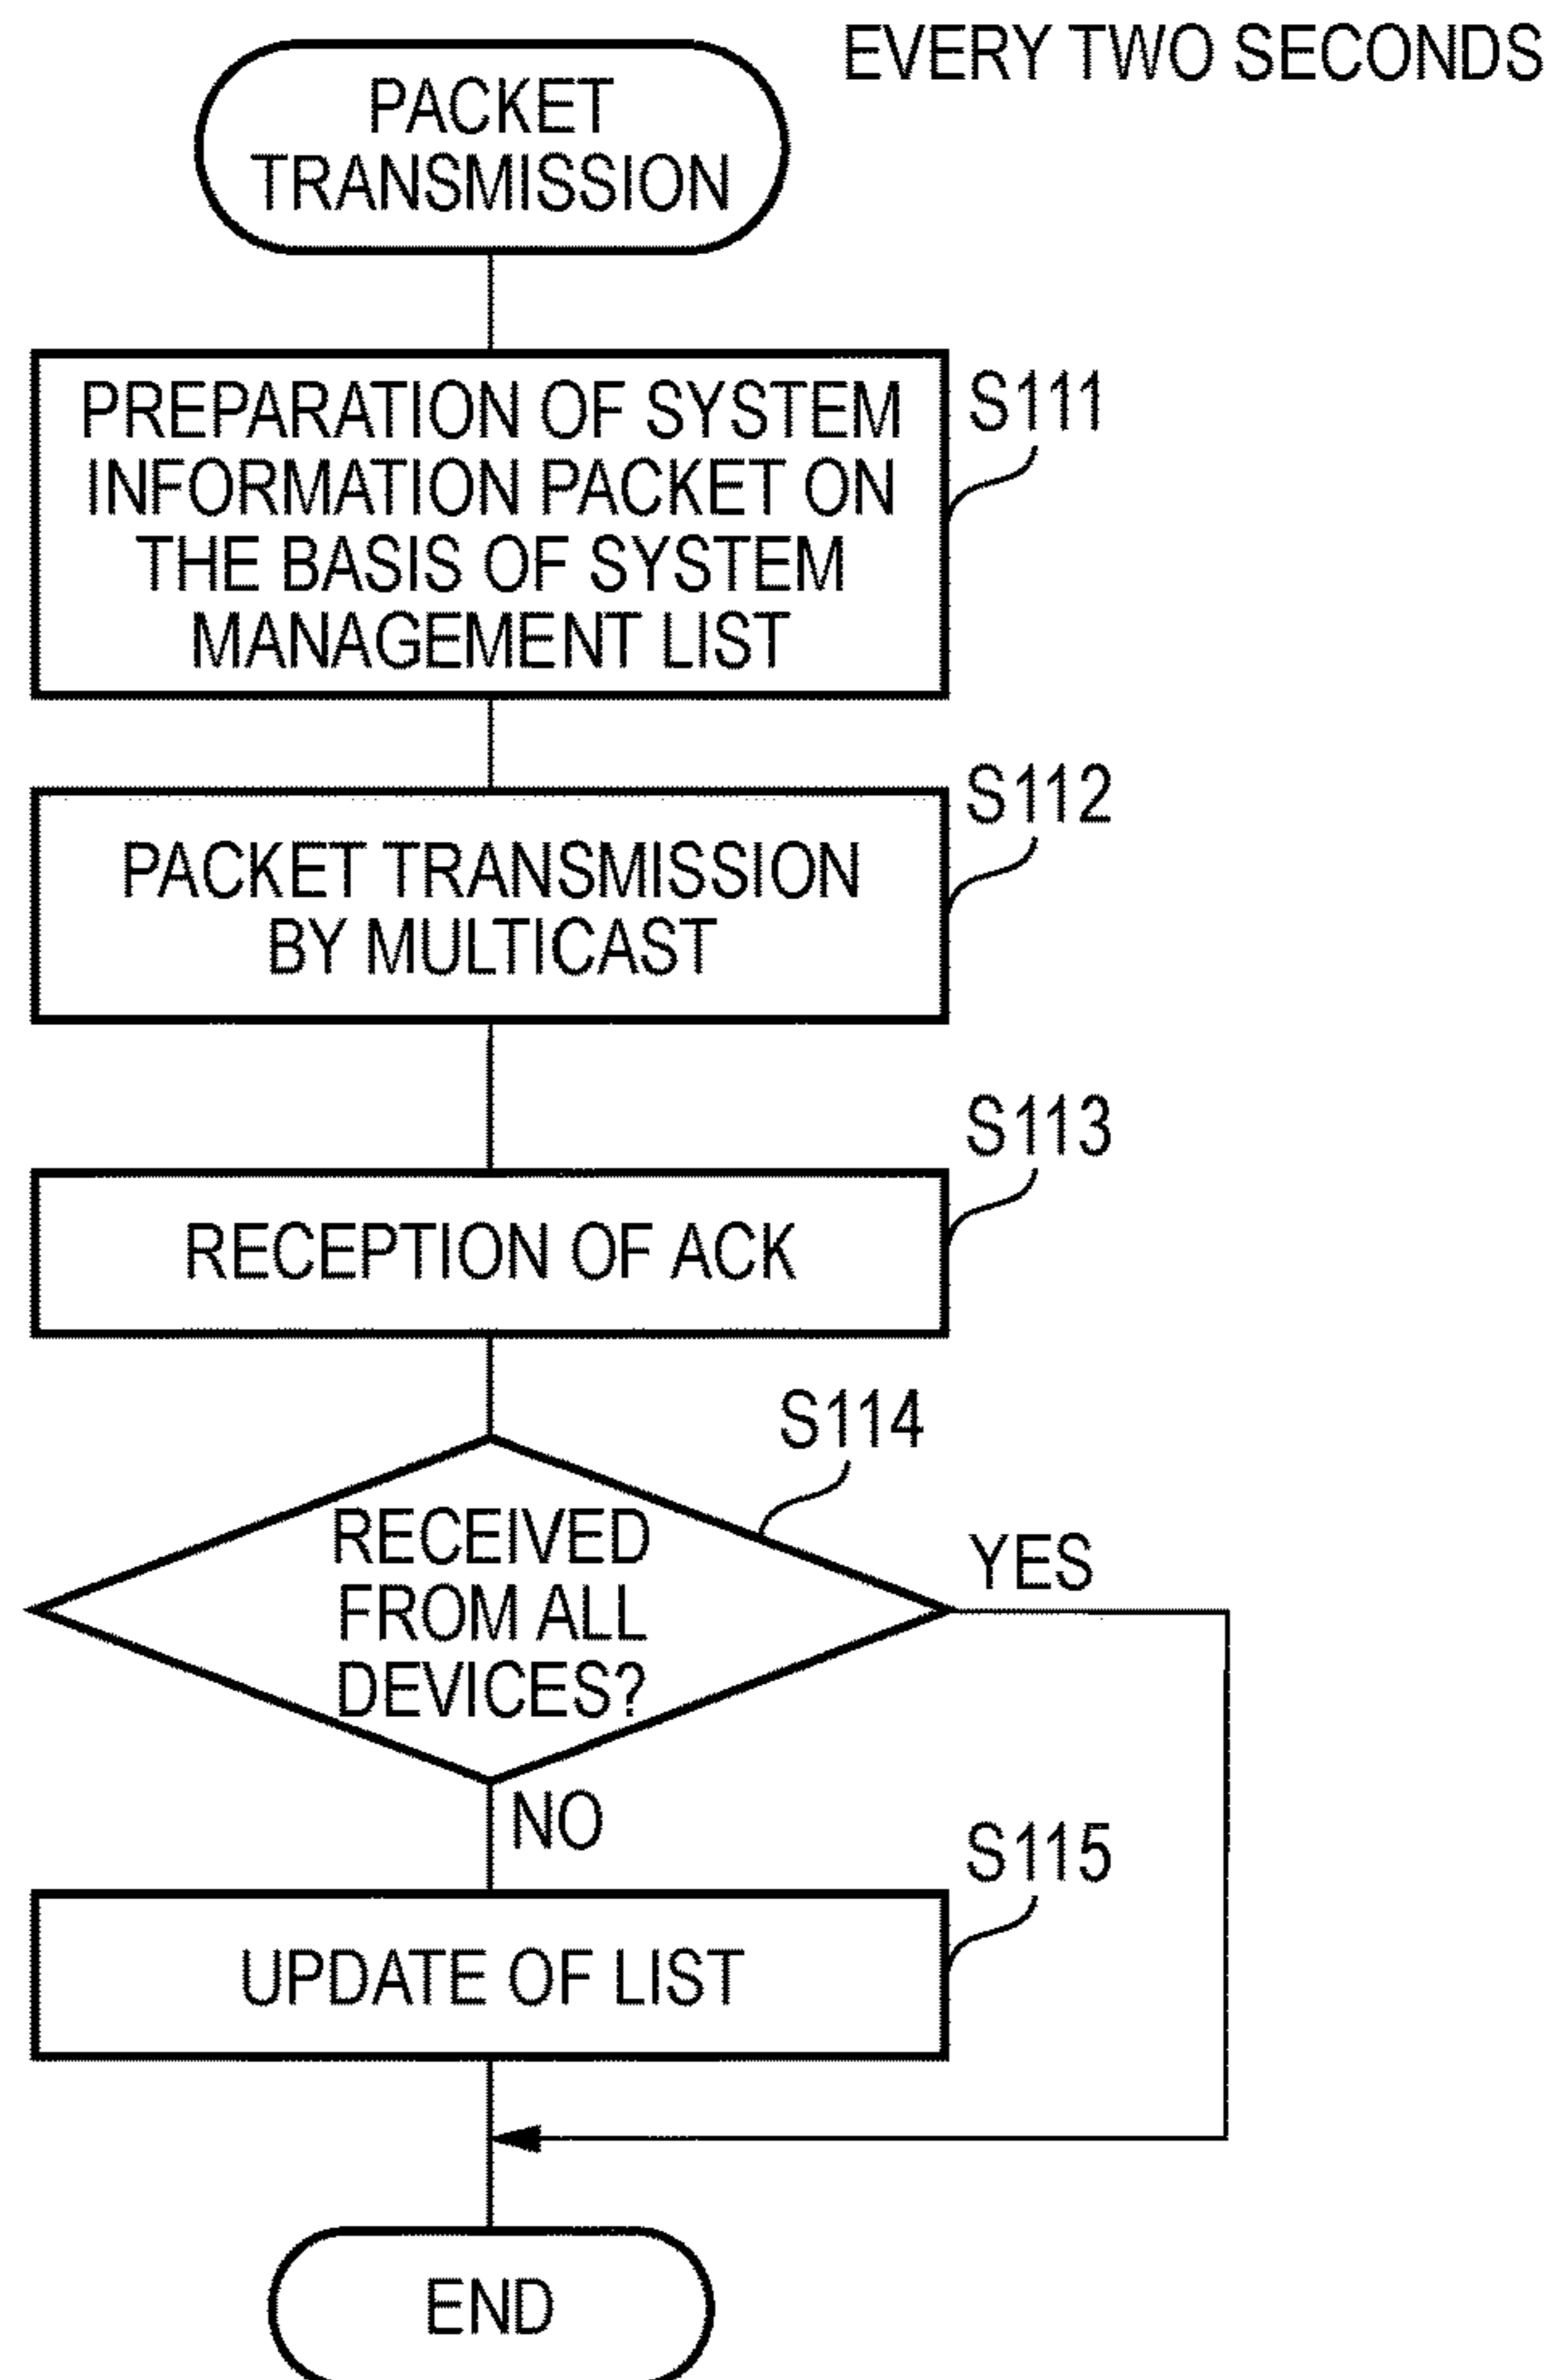 EVERY TWO SECONDS
PACKET
TRANSMISSION
PREPARATION OF SYSTEM
INFORMATION PACKET ON
THE BASIS OF SYSTEM
MANAGEMENT LIST
S111
PACKET TRANSMISSION
BY MULTICAST
S112
RECEPTION OF ACK
S113
RECEIVED
FROM ALL
DEVICES?
S114
YES
NO
UPDATE OF LIST
S115
END